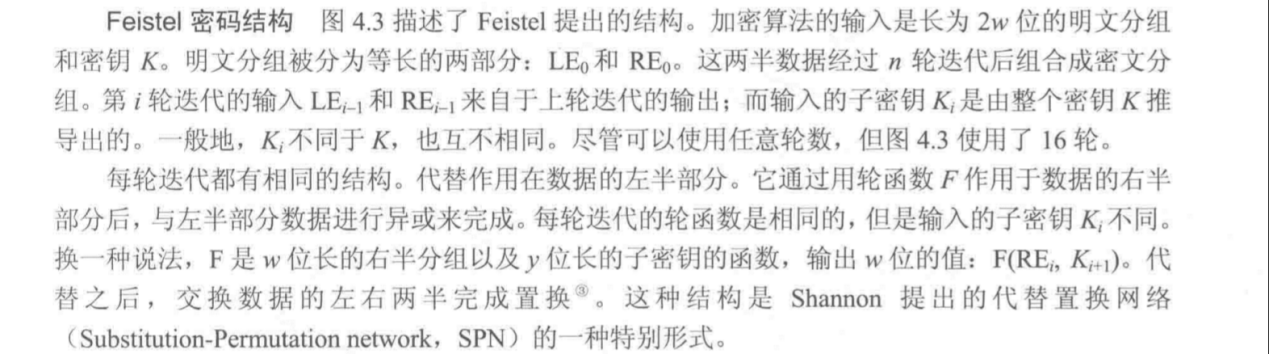 Feistel 密码结构 图 4.3 描述了 Feistel 提出的结构。加密算法的输入是长为 2w 位的明文分组
和密钥 K。明文分组被分为等长的两部分：LE₀ 和 RE₀。这两半数据经过 n 轮迭代后组合成密文分
组。第 i 轮迭代的输入 LEᵢ₋₁ 和 REᵢ₋₁ 来自于上轮迭代的输出；而输入的子密钥 Kᵢ 是由整个密钥 K 推
导出的。一般地，Kᵢ 不同于 K，也互不相同。尽管可以使用任意轮数，但图 4.3 使用了 16 轮。
每轮迭代都有相同的结构。代替作用在数据的左半部分。它通过用轮函数 F 作用于数据的右半
部分后，与左半部分数据进行异或来完成。每轮迭代的轮函数是相同的，但是输入的子密钥 Kᵢ 不同。
换一种说法，F 是 w 位长的右半分组以及 y 位长的子密钥的函数，输出 w 位的值：F(REᵢ, Kᵢ₊₁)。代
替之后，交换数据的左右两半完成置换③。这种结构是 Shannon 提出的代替置换网络
（Substitution-Permutation network，SPN）的一种特别形式。